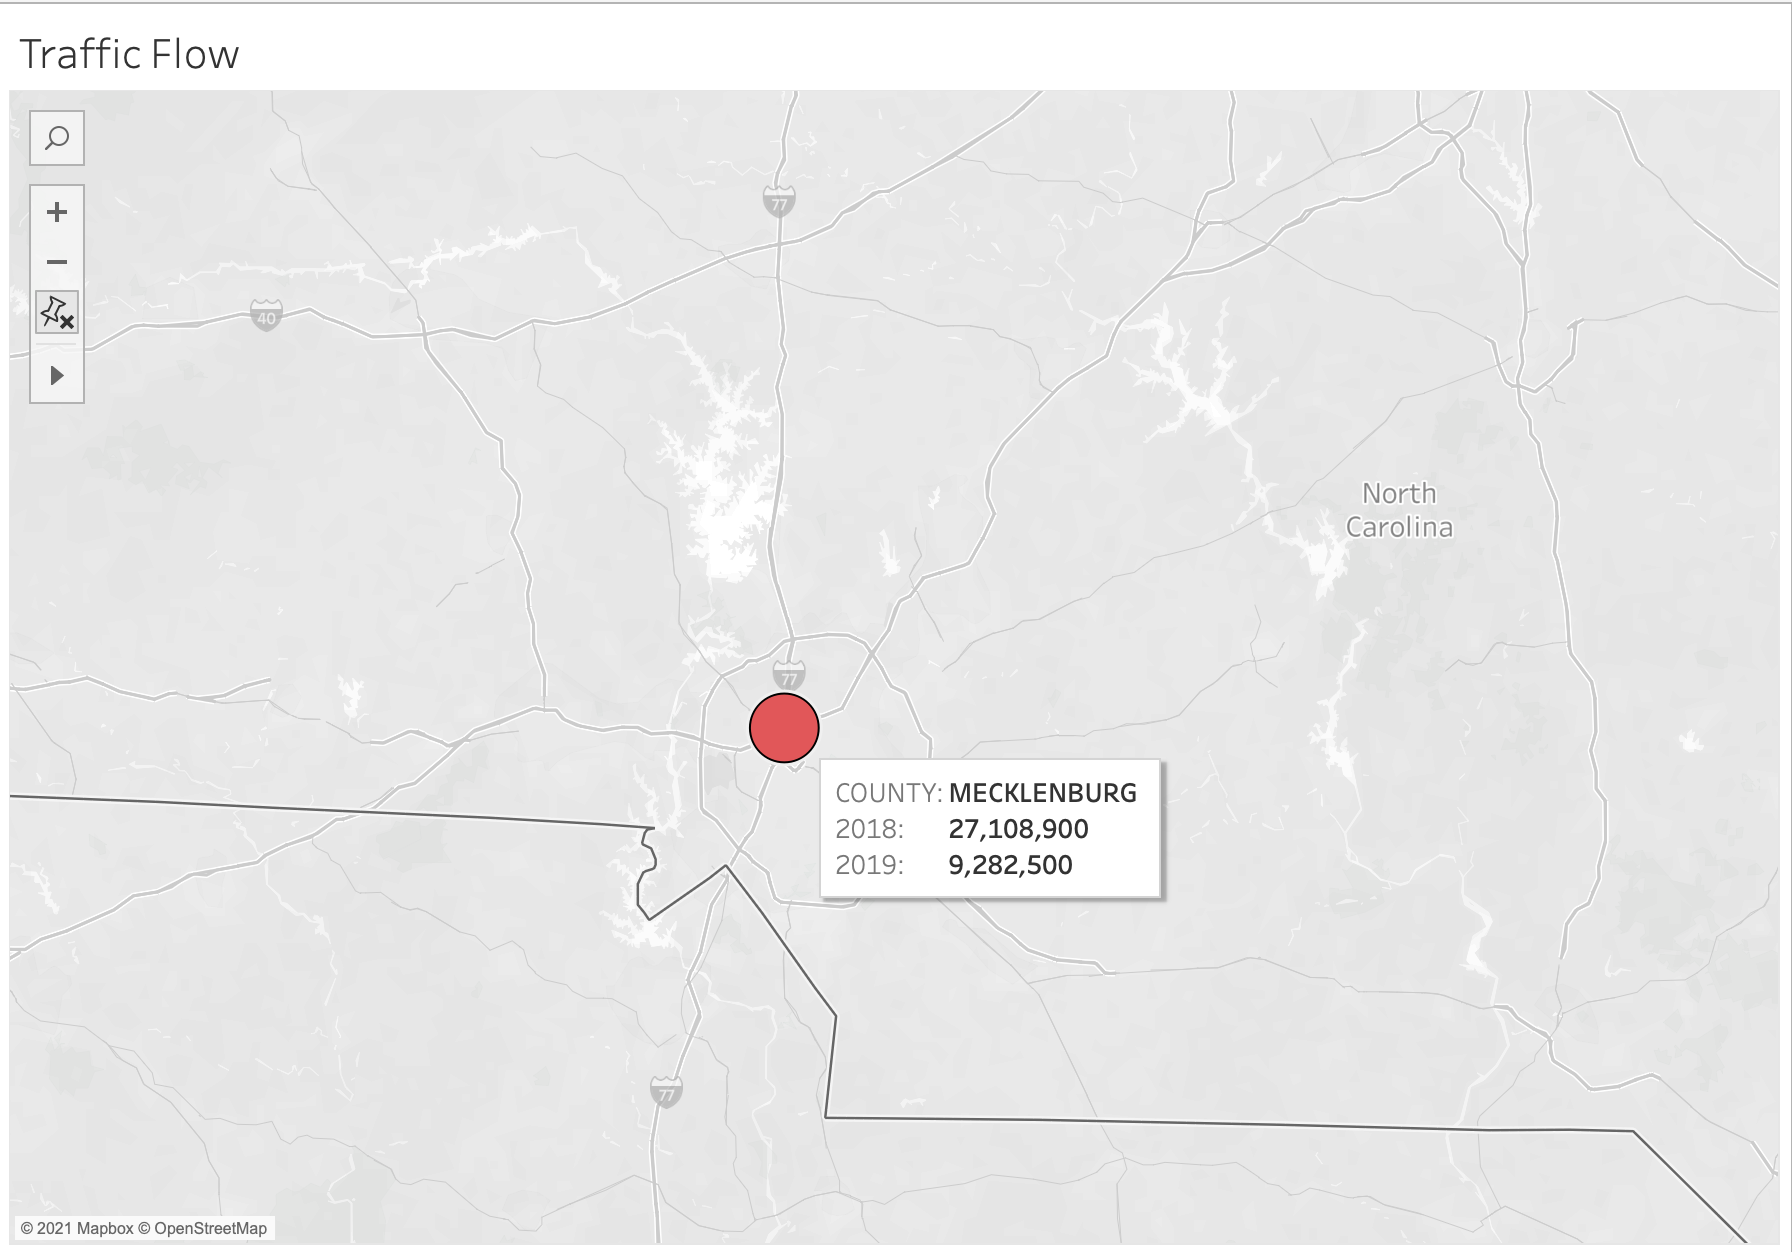 Traffic Flow
77
40
North
Carolina
77
COUNTY: MECKLENBURG
2018: 27,108,900
2019: 9,282,500
77
© 2021 Mapbox © OpenStreetMap